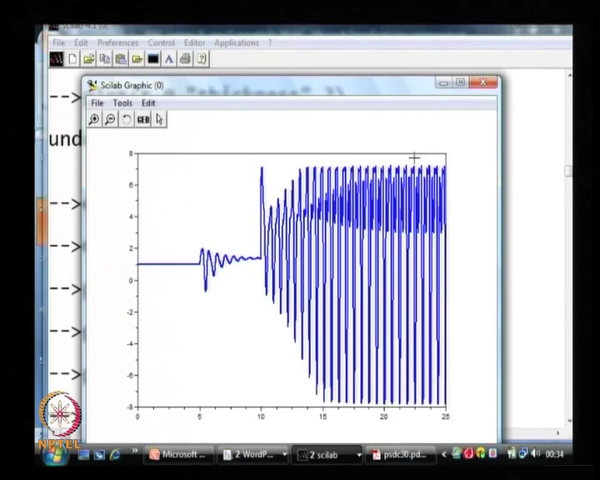 File Edit Preferences Control Editor Applications ?
Scilab Graphic (0)
File Tools Edit
GED
-->
und
-->
-->
-->
-->
-->
8
6
4
2
0
-2
-4
-6
-8
0 5 10 15 20 25
NPTEL
Microsoft ... 2 WordP... 2 scilab psdc30.pd... 00:34